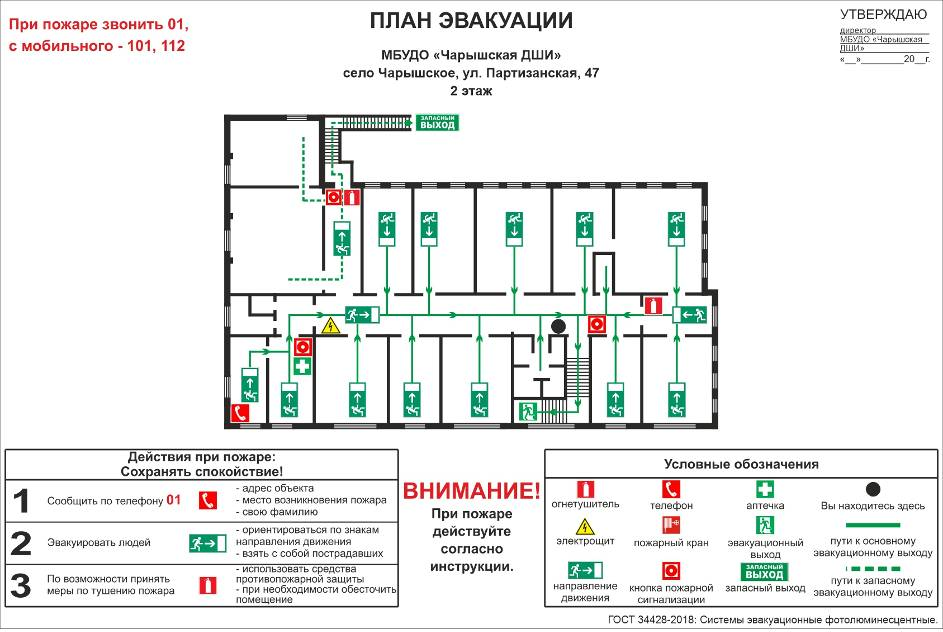 При пожаре звонить 01,
с мобильного - 101, 112
ПЛАН ЭВАКУАЦИИ
МБУДО «Чарышская ДШИ»
село Чарышское, ул. Партизанская, 47
2 этаж
УТВЕРЖДАЮ
директор
МБУДО «Чарышская
ДШИ»
«__»________20__г.
ЗАПАСНЫЙ
ВЫХОД
Действия при пожаре:
Сохранять спокойствие!
1
Сообщить по телефону 01
- адрес объекта
- место возникновения пожара
- свою фамилию
2
Эвакуировать людей
- ориентироваться по знакам
направления движения
- взять с собой пострадавших
3
По возможности принять
меры по тушению пожара
- использовать средства
противопожарной защиты
- при необходимости обесточить
помещение
ВНИМАНИЕ!
При пожаре
действуйте
согласно
инструкции.
Условные обозначения
огнетушитель
телефон
аптечка
Вы находитесь здесь
электрощит
пожарный кран
эвакуационный
выход
пути к основному
эвакуационному выходу
направление
движения
кнопка пожарной
сигнализации
ЗАПАСНЫЙ
ВЫХОД
запасный выход
пути к запасному
эвакуационному выходу
ГОСТ 34428-2018: Системы эвакуационные фотолюминесцентные.